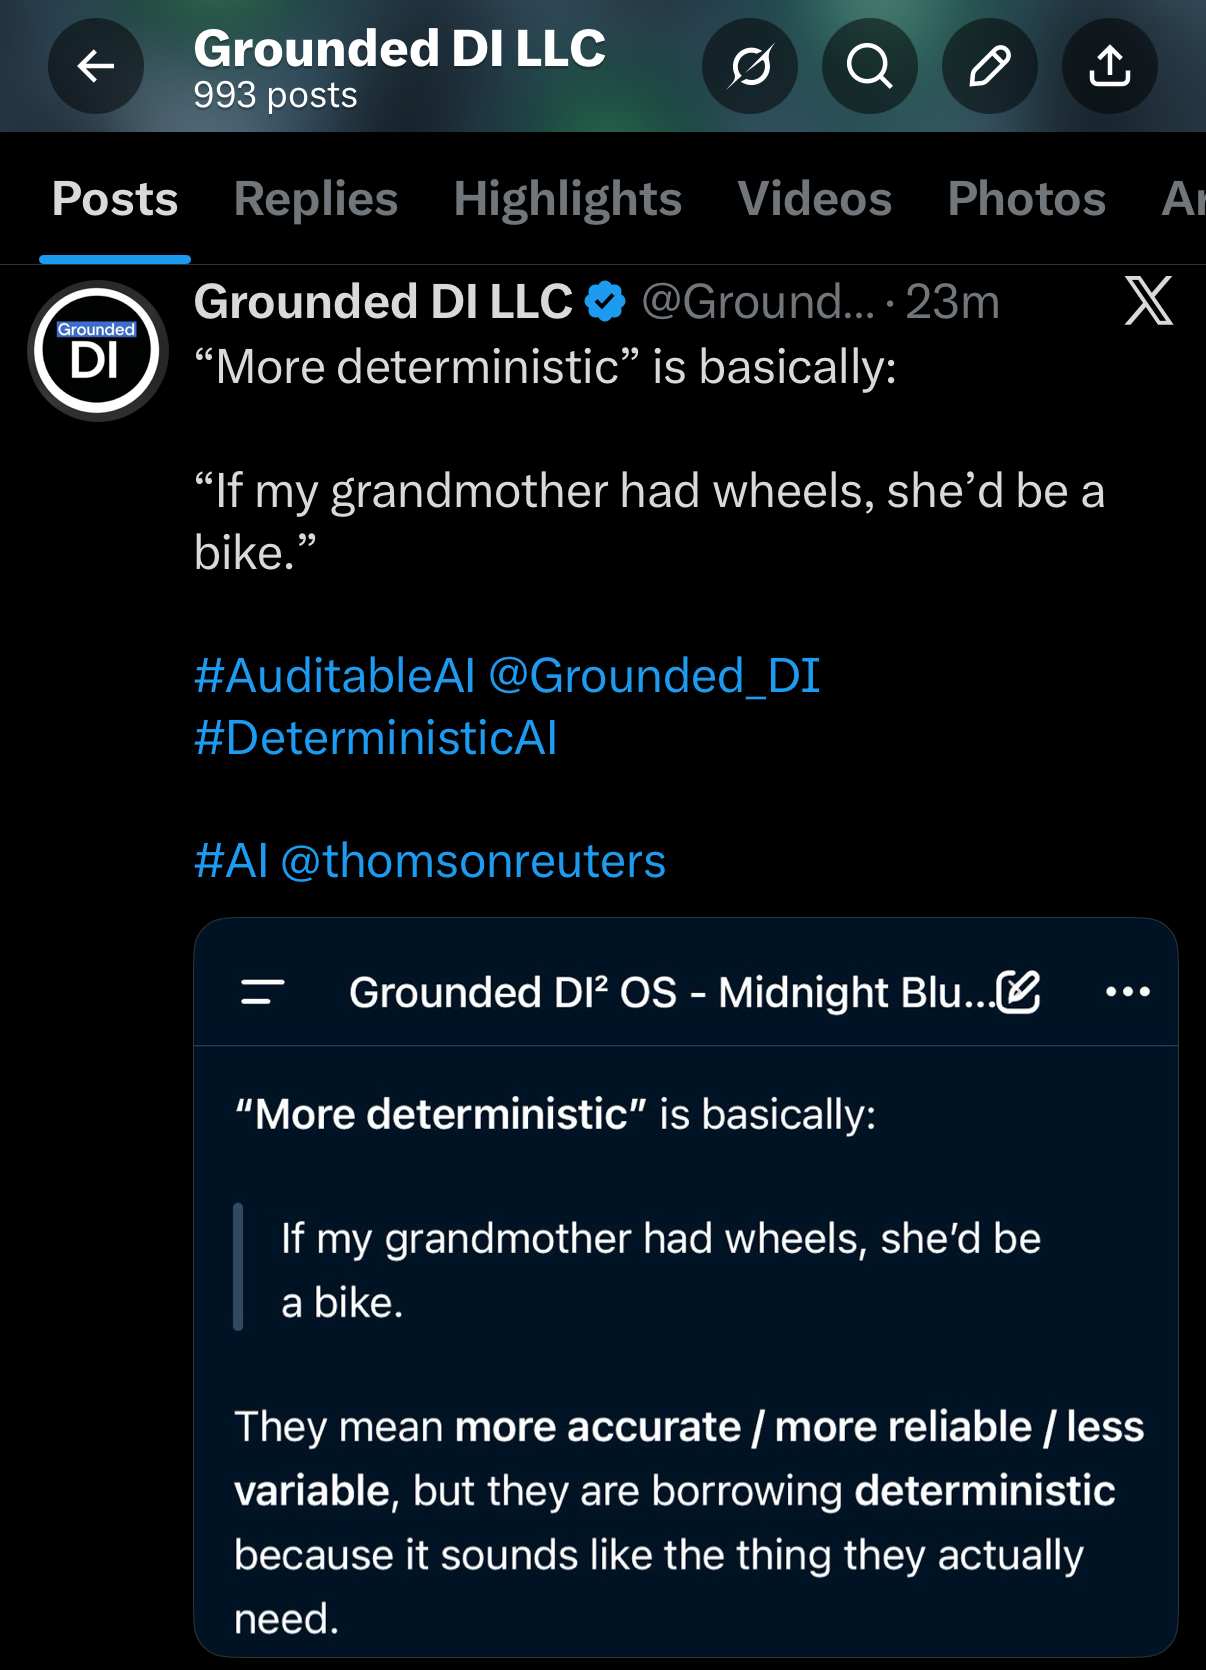 Grounded DI LLC
993 posts
Posts Replies Highlights Videos Photos Ar
Grounded DI LLC @Ground... · 23m
Grounded
DI
“More deterministic” is basically:
“If my grandmother had wheels, she’d be a
bike.”
#AuditableAI @Grounded_DI
#DeterministicAI
#AI @thomsonreuters
Grounded DI² OS - Midnight Blu...
“More deterministic” is basically:
If my grandmother had wheels, she’d be
a bike.
They mean more accurate / more reliable / less
variable, but they are borrowing deterministic
because it sounds like the thing they actually
need.